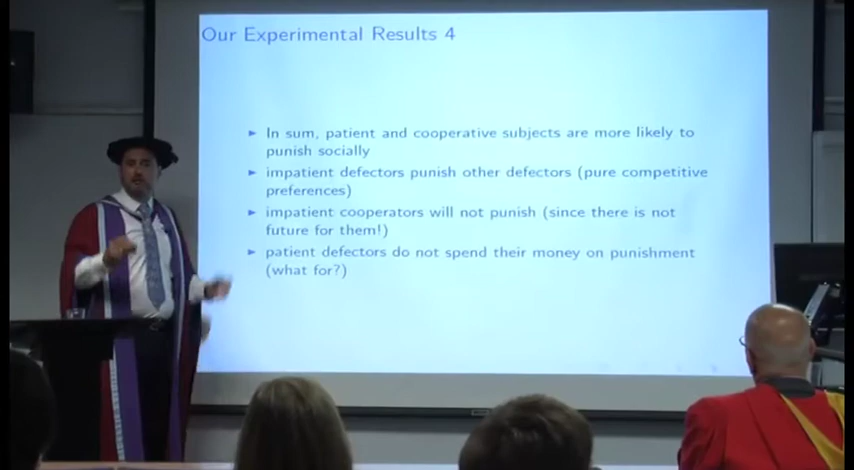 Our Experimental Results 4
► In sum, patient and cooperative subjects are more likely to
punish socially
► impatient defectors punish other defectors (pure competitive
preferences)
► impatient cooperators will not punish (since there is not
future for them!)
► patient defectors do not spend their money on punishment
(what for?)